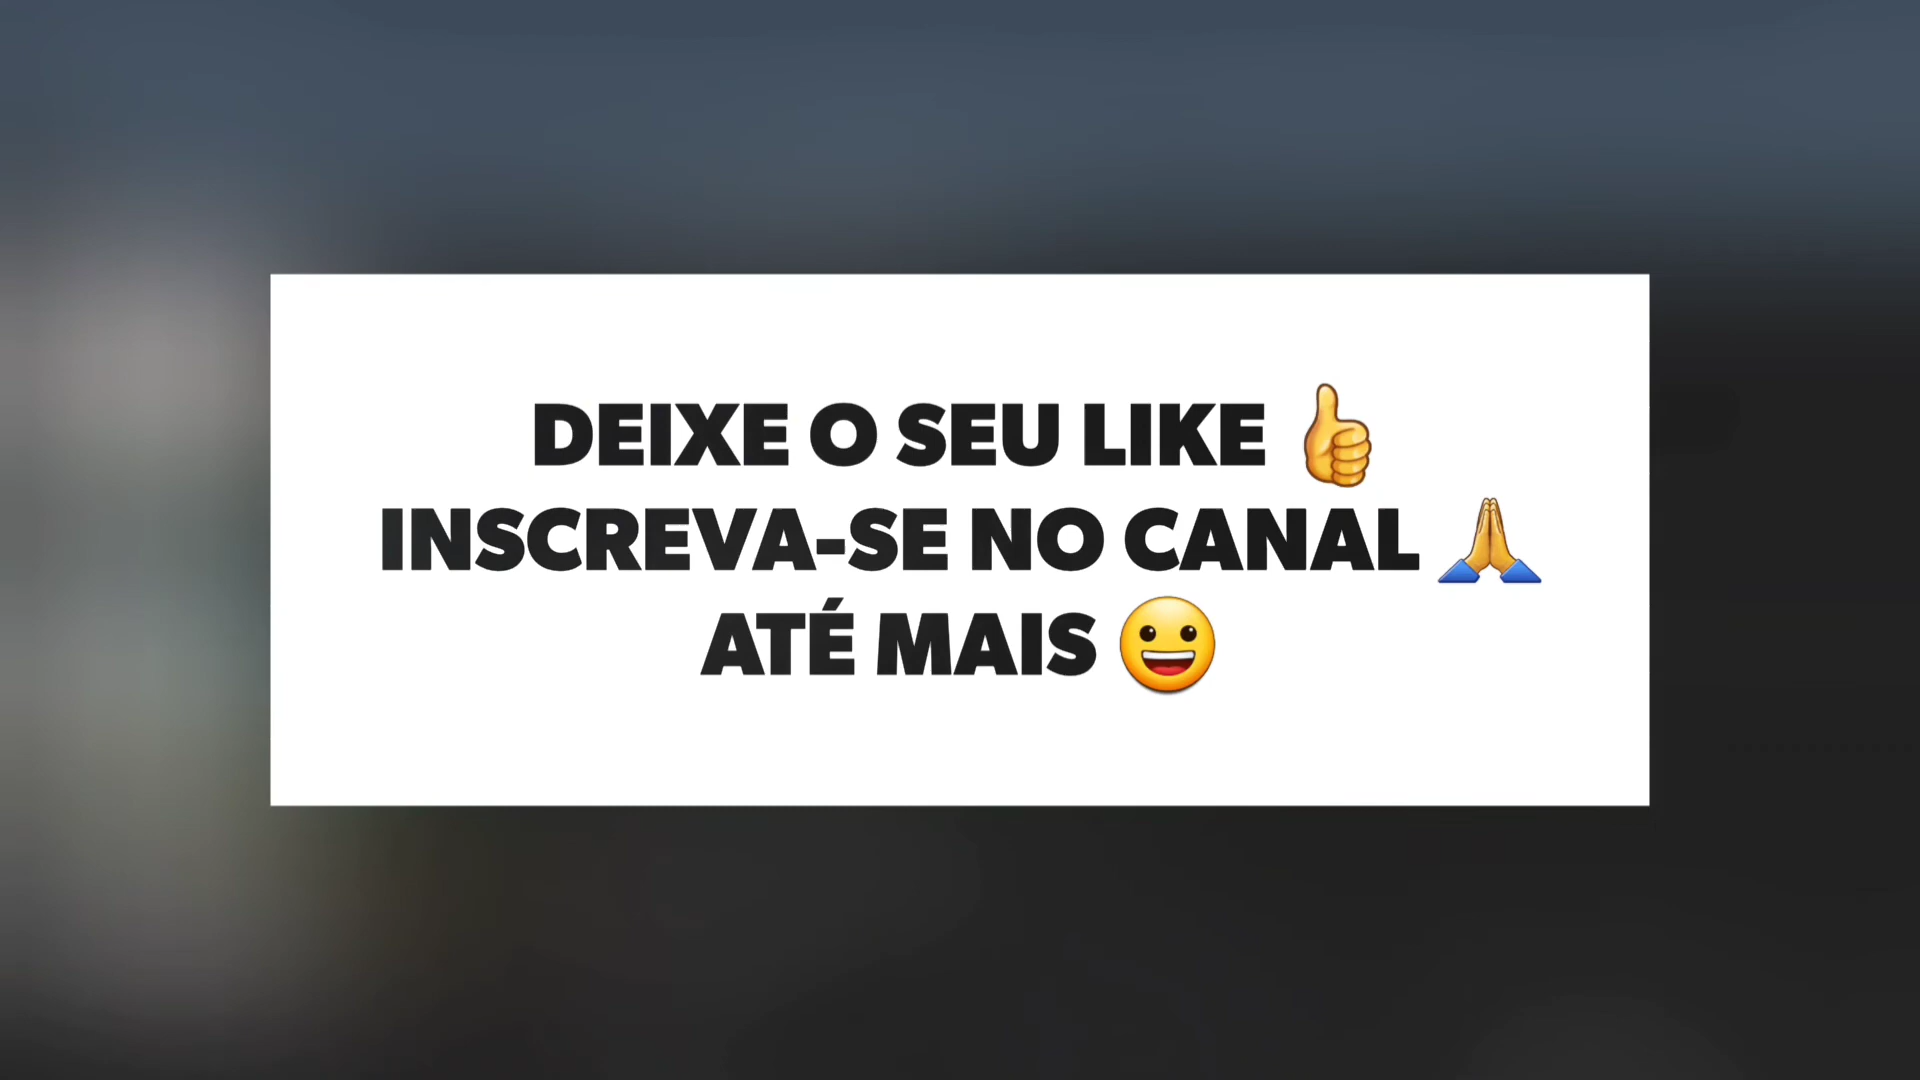 DEIXE O SEU LIKE 👍
INSCREVA-SE NO CANAL 🙏
ATÉ MAIS 😀